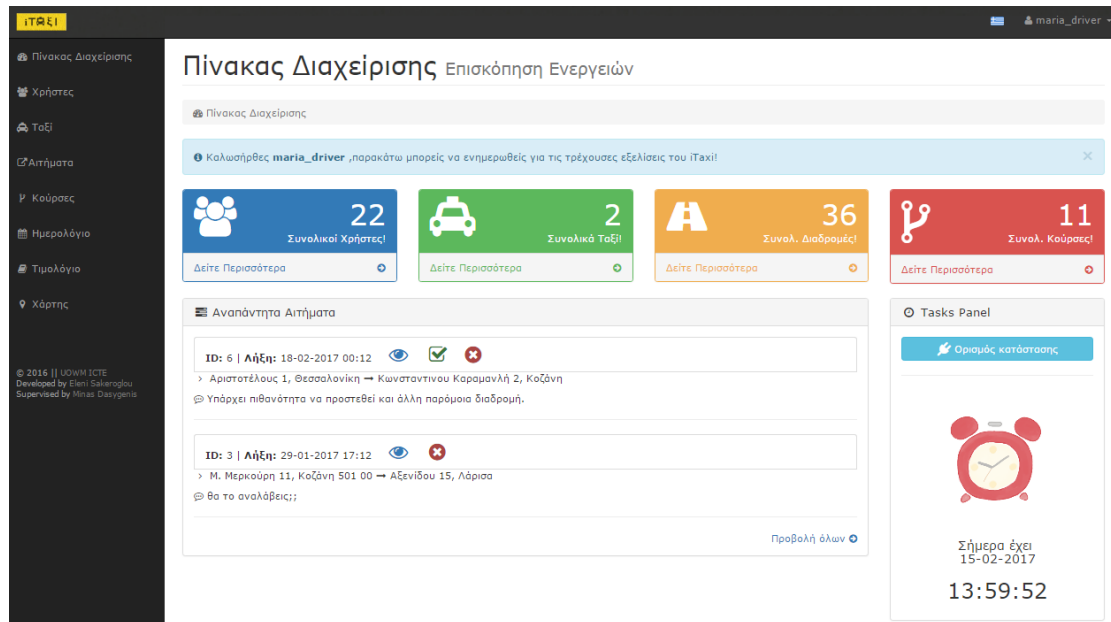 iTΑξI
maria_driver
Πίνακας Διαχείρισης
Χρήστες
Ταξί
Αιτήματα
Κούρσες
Ημερολόγιο
Τιμολόγιο
Χάρτης
© 2016 || UOWM ICTE
Developed by Eleni Sakeroglou
Supervised by Minas Dasygenis
Πίνακας Διαχείρισης Επισκόπηση Ενεργειών
Πίνακας Διαχείρισης
Καλωσήρθες maria_driver ,παρακάτω μπορείς να ενημερωθείς για τις τρέχουσες εξελίσεις του iTaxi! ×
22
Συνολικοί Χρήστες!
Δείτε Περισσότερα
2
Συνολικά Ταξί!
Δείτε Περισσότερα
36
Συνολ. Διαδρομές!
Δείτε Περισσότερα
11
Συνολ. Κούρσες!
Δείτε Περισσότερα
Αναπάντητα Αιτήματα
ID: 6 | Λήξη: 18-02-2017 00:12
> Αριστοτέλους 1, Θεσσαλονίκη → Κωνσταντινου Καραμανλή 2, Κοζάνη
Υπάρχει πιθανότητα να προστεθεί και άλλη παρόμοια διαδρομή.
ID: 3 | Λήξη: 29-01-2017 17:12
> Μ. Μερκούρη 11, Κοζάνη 501 00 → Αξενίδου 15, Λάρισα
θα το αναλάβεις;;
Προβολή όλων
Tasks Panel
Ορισμός κατάστασης
Σήμερα έχει
15-02-2017
13:59:52